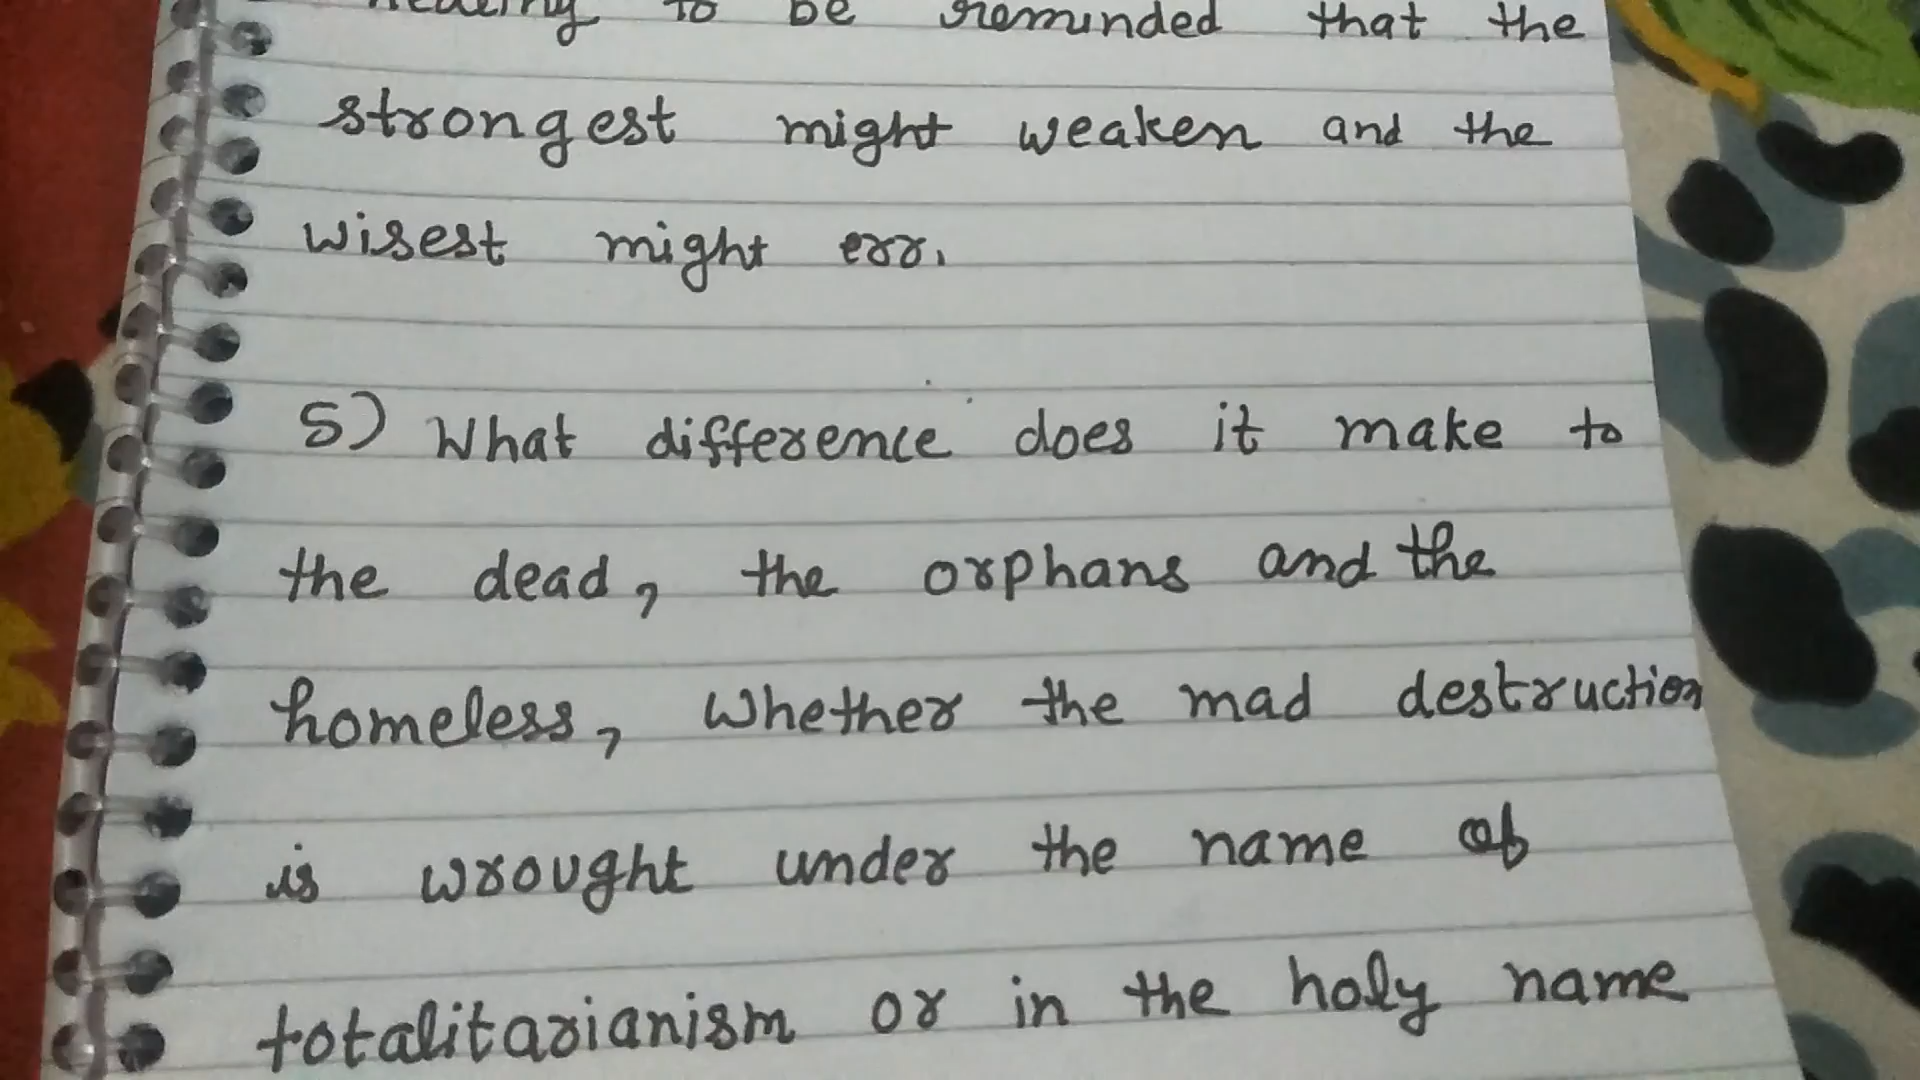 to be reminded that the
strongest might weaken and the
wisest might err.
5) What difference does it make to
the dead, the orphans and the
homeless, whether the mad destruction
is wrought under the name of
totalitarianism or in the holy name